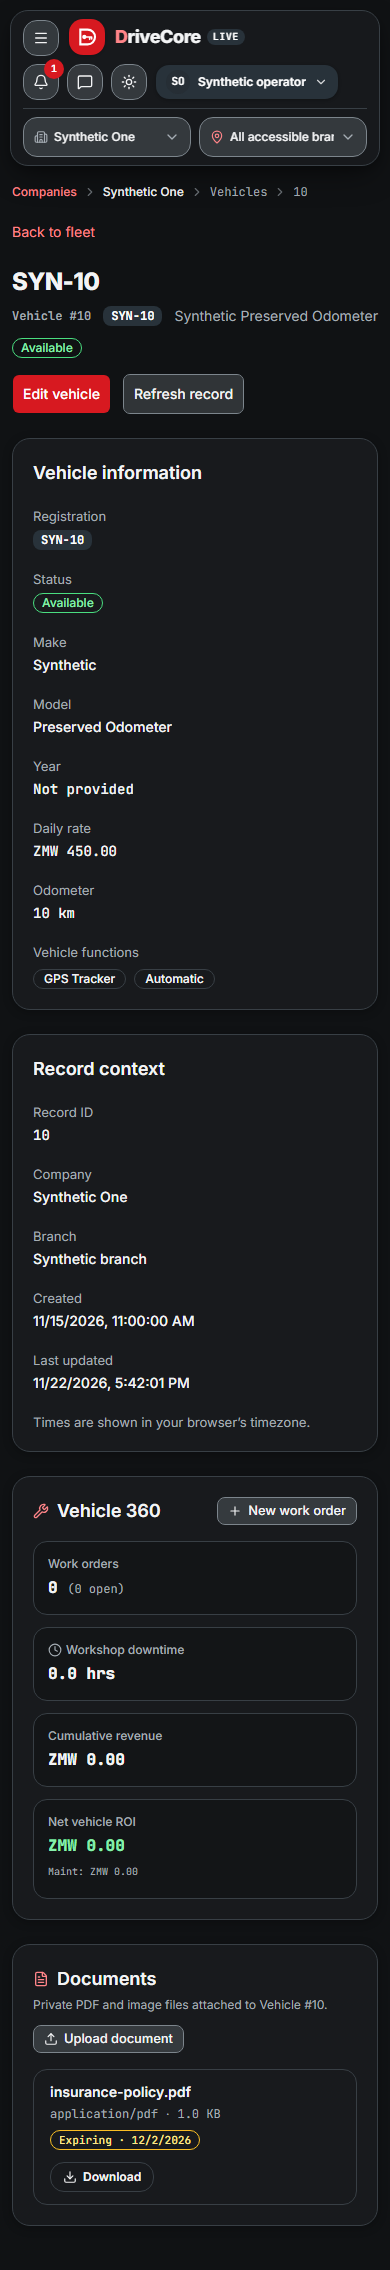 DriveCore LIVE
1
SO Synthetic operator
Synthetic One
All accessible bran
Companies > Synthetic One > Vehicles > 10
Back to fleet
SYN-10
Vehicle #10 SYN-10 Synthetic Preserved Odometer
Available
Edit vehicle
Refresh record
Vehicle information
Registration
SYN-10
Status
Available
Make
Synthetic
Model
Preserved Odometer
Year
Not provided
Daily rate
ZMW 450.00
Odometer
10 km
Vehicle functions
GPS Tracker Automatic
Record context
Record ID
10
Company
Synthetic One
Branch
Synthetic branch
Created
11/15/2026, 11:00:00 AM
Last updated
11/22/2026, 5:42:01 PM
Times are shown in your browser’s timezone.
Vehicle 360
New work order
Work orders
0 (0 open)
Workshop downtime
0.0 hrs
Cumulative revenue
ZMW 0.00
Net vehicle ROI
ZMW 0.00
Maint: ZMW 0.00
Documents
Private PDF and image files attached to Vehicle #10.
Upload document
insurance-policy.pdf
application/pdf · 1.0 KB
Expiring · 12/2/2026
Download